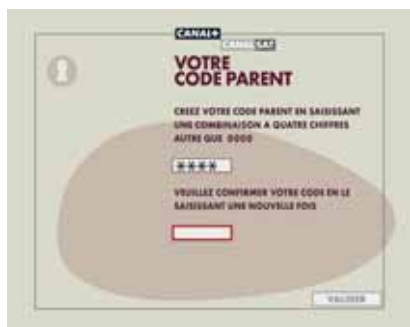 CANAL+
CANALSAT
VOTRE
CODE PARENT
CREEZ VOTRE CODE PARENT EN SAISISSANT
UNE COMBINAISON A QUATRE CHIFFRES
AUTRE QUE 0000
****
VEUILLEZ CONFIRMER VOTRE CODE EN LE
SAISISSANT UNE NOUVELLE FOIS
VALIDER